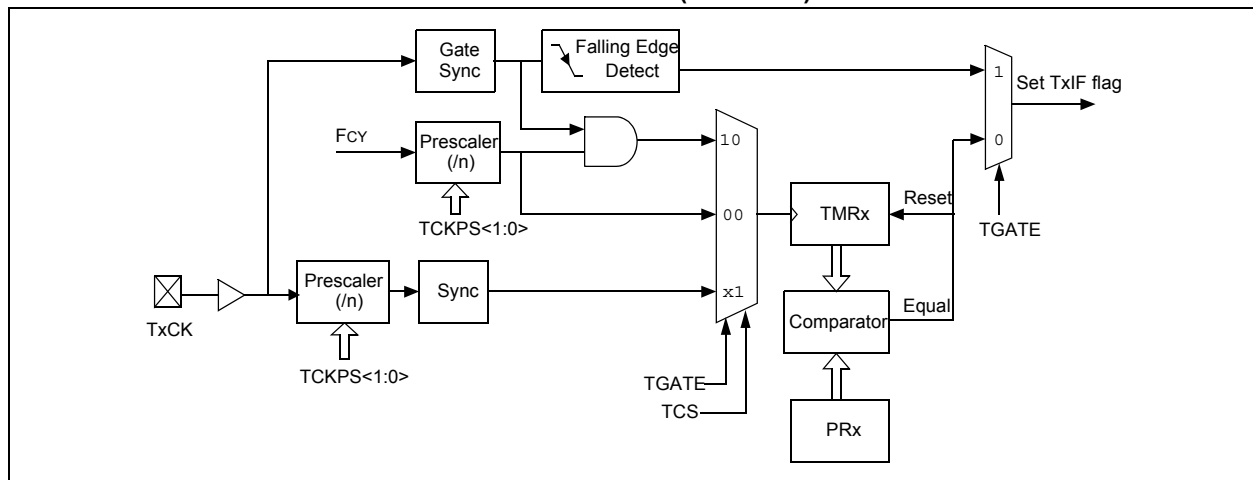 Gate
Sync
Falling Edge
Detect
1
Set TxIF flag
FCY
Prescaler
(/n)
10
0
TCKPS<1:0>
00
TMRx
Reset
TGATE
Prescaler
(/n)
Sync
x1
TxCK
Comparator
Equal
TCKPS<1:0>
TGATE
TCS
PRx